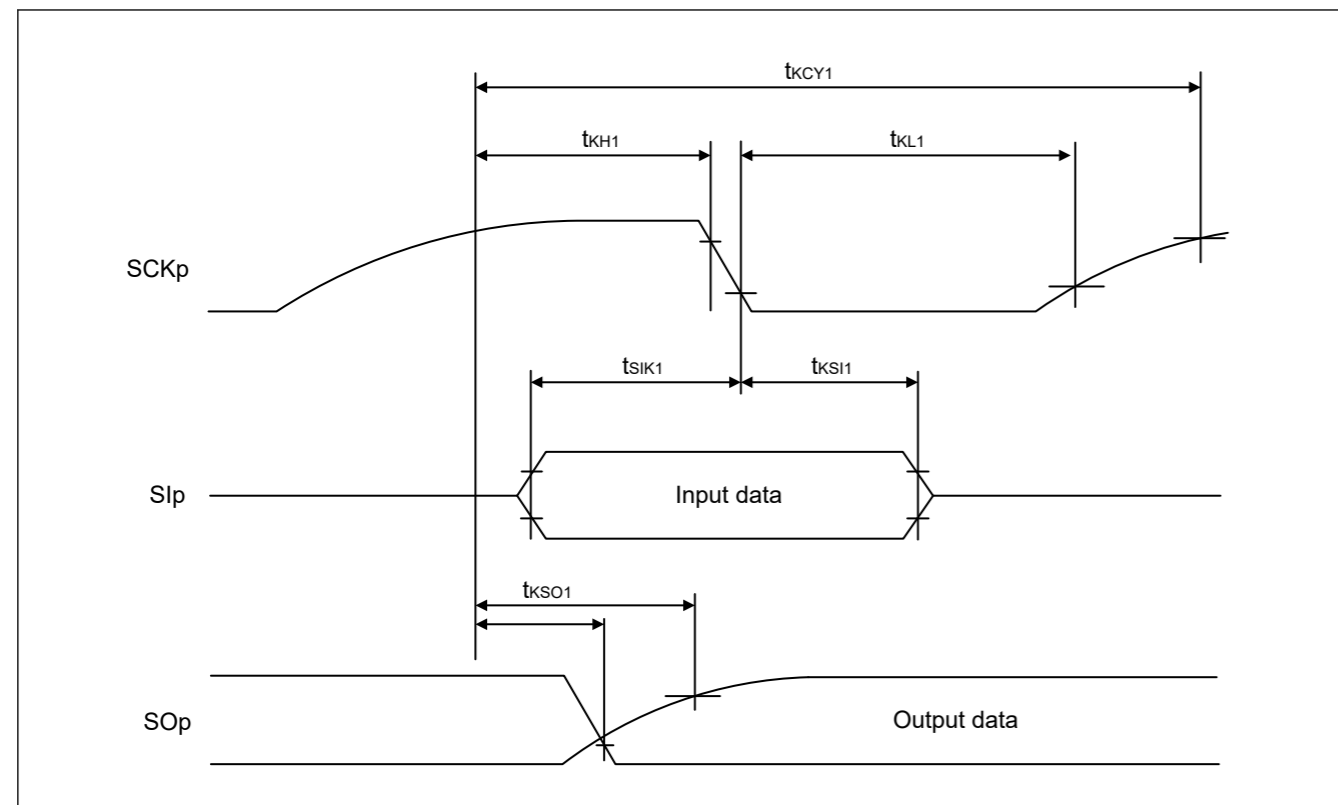 tKCY1
tKH1
tKL1
SCKp
tSIK1
tKSI1
SIp
Input data
tKSO1
SOp
Output data